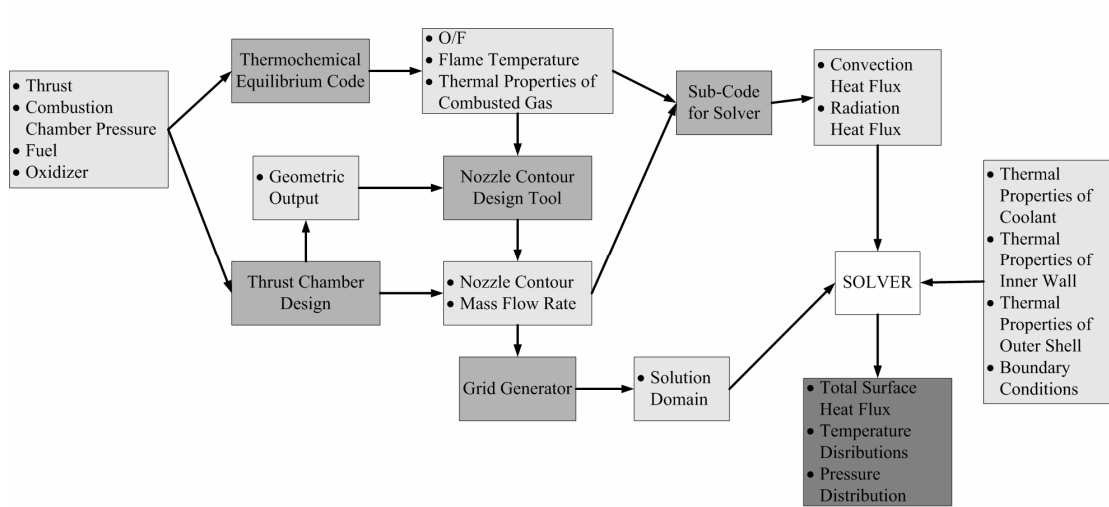 ● Thrust
● Combustion
Chamber Pressure
● Fuel
● Oxidizer
Thermochemical
Equilibrium Code
● O/F
● Flame Temperature
● Thermal Properties of
Combusted Gas
Sub-Code
for Solver
● Convection
Heat Flux
● Radiation
Heat Flux
● Geometric
Output
Nozzle Contour
Design Tool
Thrust Chamber
Design
● Nozzle Contour
● Mass Flow Rate
Grid Generator
● Solution
Domain
SOLVER
● Thermal
Properties of
Coolant
● Thermal
Properties of
Inner Wall
● Thermal
Properties of
Outer Shell
● Boundary
Conditions
● Total Surface
Heat Flux
● Temperature
Disributions
● Pressure
Distribution